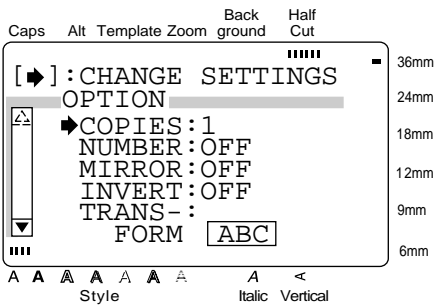 Caps Alt Template Zoom Back ground Half Cut
[➡]:CHANGE SETTINGS
OPTION
➡COPIES:1
NUMBER:OFF
MIRROR:OFF
INVERT:OFF
TRANS-:
FORM ABC
36mm
24mm
18mm
12mm
9mm
6mm
A A A A A A A A A
Style Italic Vertical